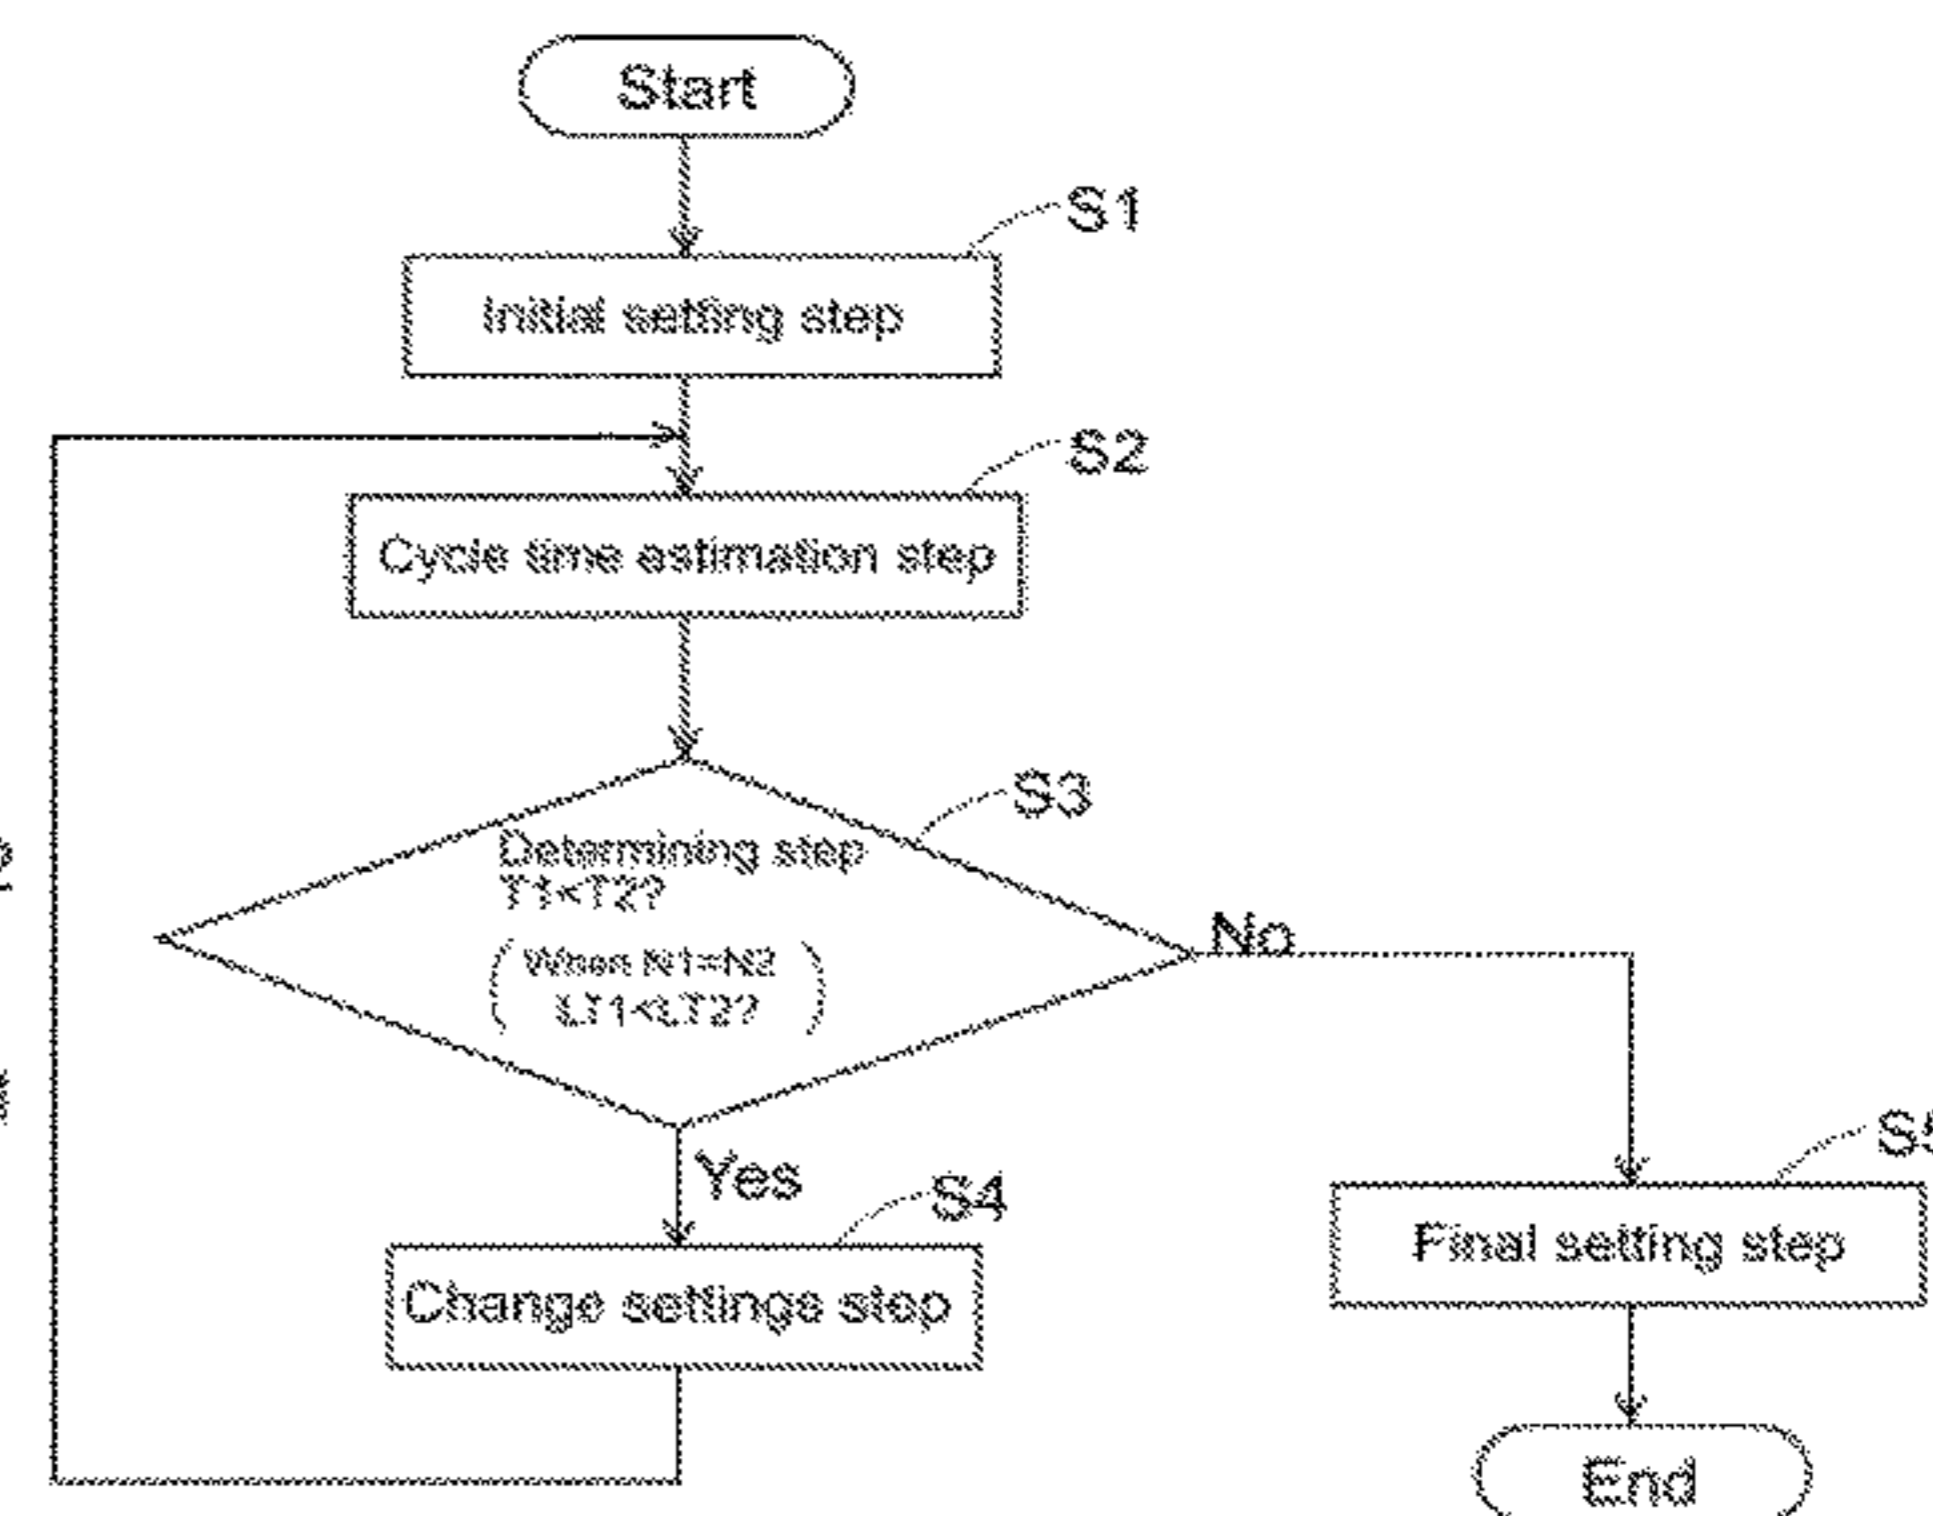 Start
S1
Initial setting step
S2
Cycle time estimation step
S3
Determining step
T1<T2?
When N1=N2
LT1<LT2?
No
Yes
S4
Change settings step
S5
Final setting step
End